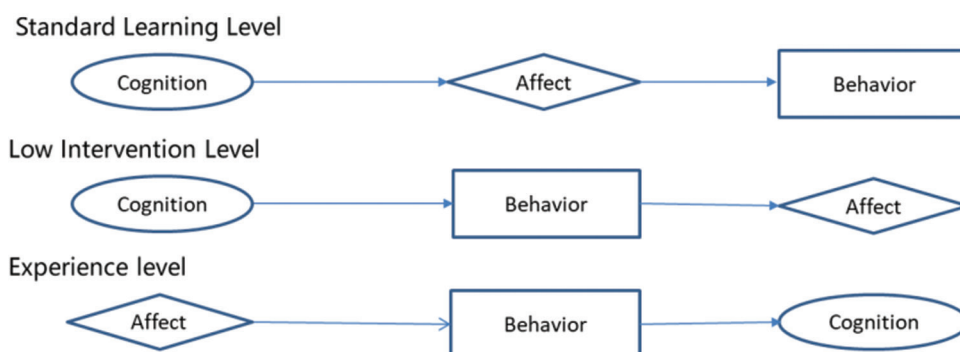 Standard Learning Level
Cognition Affect Behavior
Low Intervention Level
Cognition Behavior Affect
Experience level
Affect Behavior Cognition